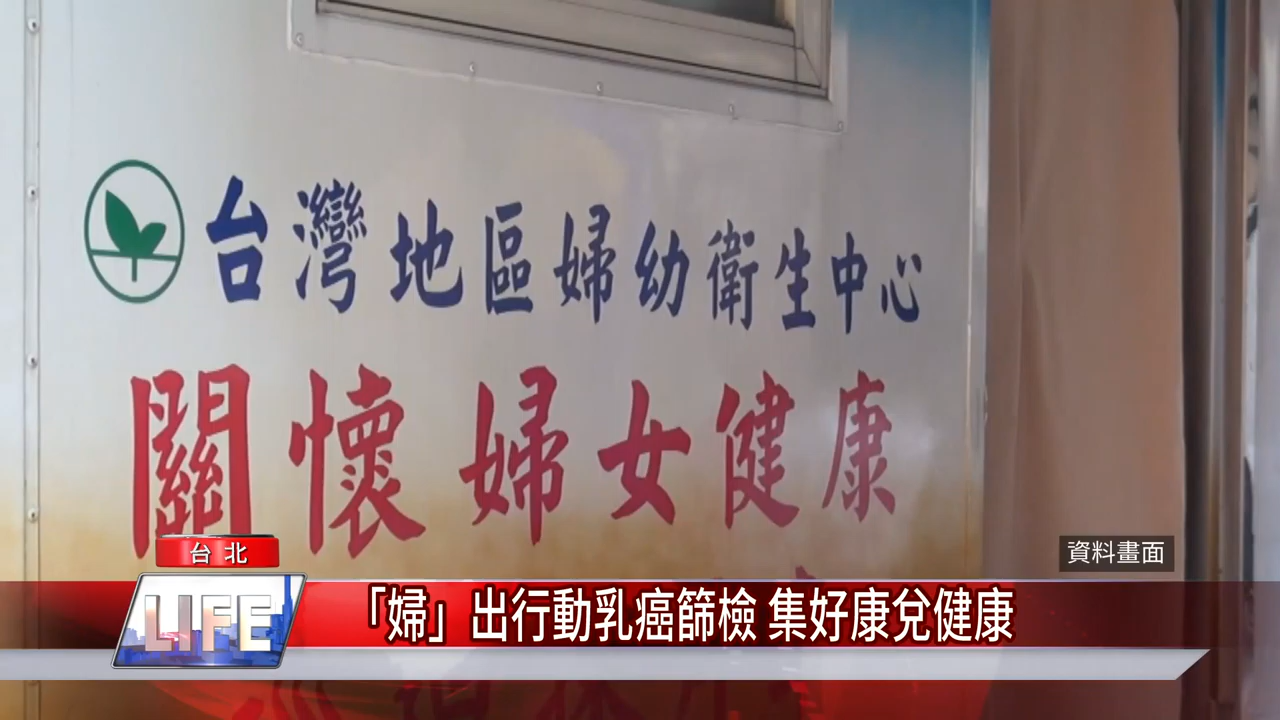 台灣地區婦幼衛生中心
關懷婦女健康
台北
資料畫面
LIFE
「婦」出行動乳癌篩檢 集好康兌健康